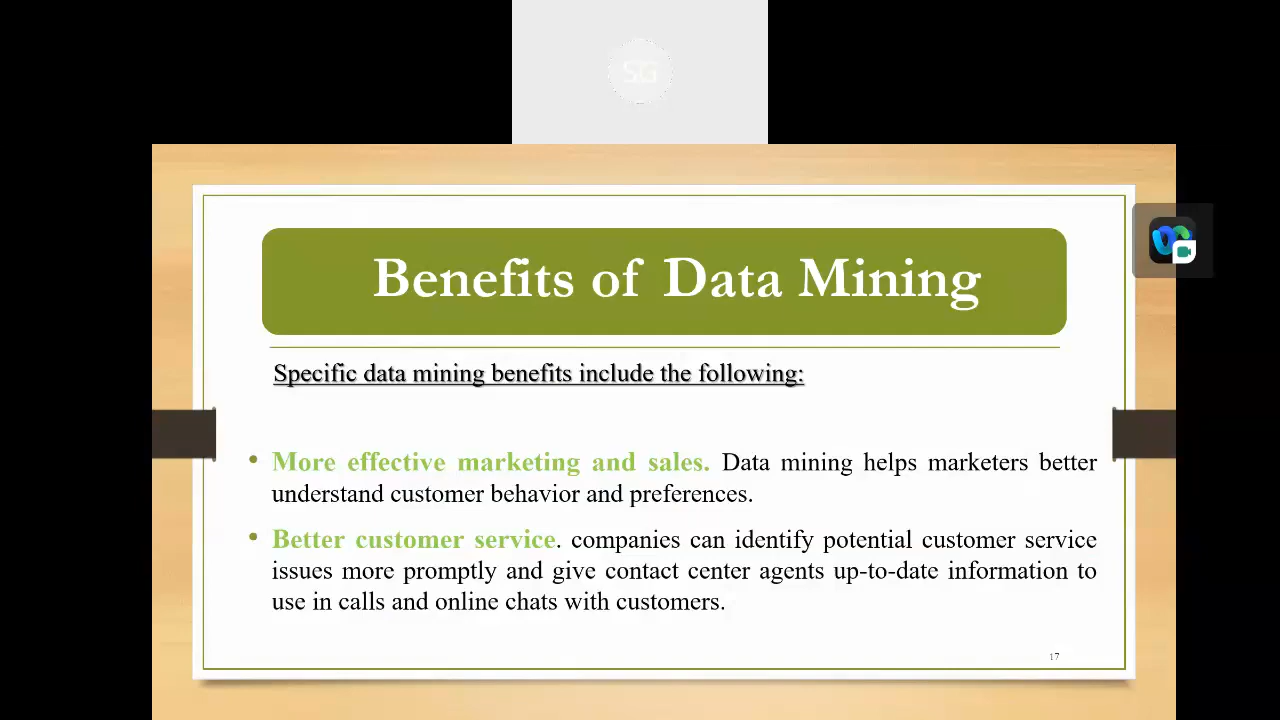 SG
Benefits of Data Mining
Specific data mining benefits include the following:
• More effective marketing and sales. Data mining helps marketers better
understand customer behavior and preferences.
• Better customer service. companies can identify potential customer service
issues more promptly and give contact center agents up-to-date information to
use in calls and online chats with customers.
17